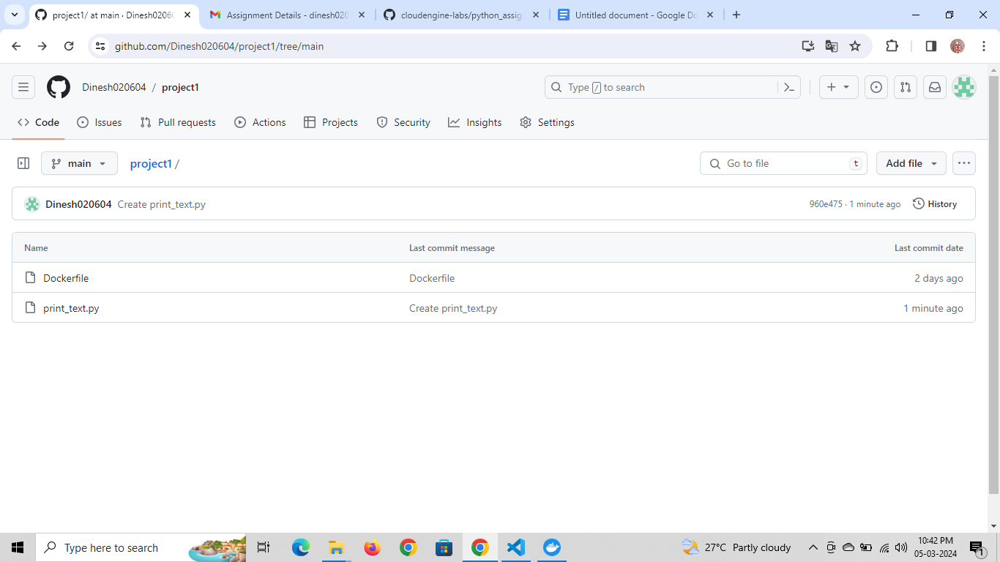 project1/ at main · Dinesh02060
Assignment Details - dinesh020
cloudengine-labs/python_assig
Untitled document - Google Do
github.com/Dinesh020604/project1/tree/main
Dinesh020604 / project1
Type / to search
Code
Issues
Pull requests
Actions
Projects
Security
Insights
Settings
main
project1 /
Go to file
t
Add file
Dinesh020604 Create print_text.py
960e475 · 1 minute ago
History
Name Last commit message Last commit date
Dockerfile Dockerfile 2 days ago
print_text.py Create print_text.py 1 minute ago
Type here to search
27°C Partly cloudy
10:42 PM
05-03-2024
1